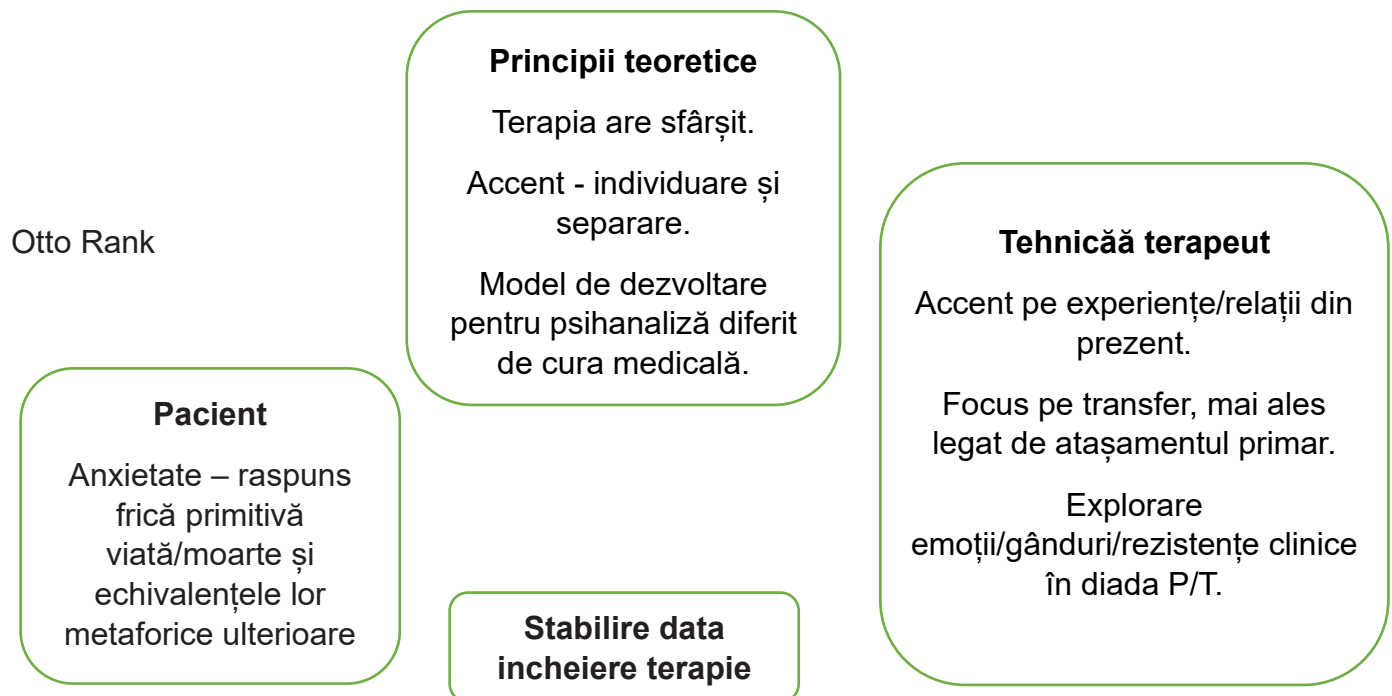 Otto Rank
Principii teoretice
Terapia are sfârșit.
Accent - individuare și
separare.
Model de dezvoltare
pentru psihanaliză diferit
de cura medicală.
Tehnicăă terapeut
Accent pe experiențe/relații din
prezent.
Focus pe transfer, mai ales
legat de atașamentul primar.
Explorare
emoții/gânduri/rezistențe clinice
în diada P/T.
Pacient
Anxietate – raspuns
frică primitivă
viată/moarte și
echivalențele lor
metaforice ulterioare
Stabilire data
incheiere terapie